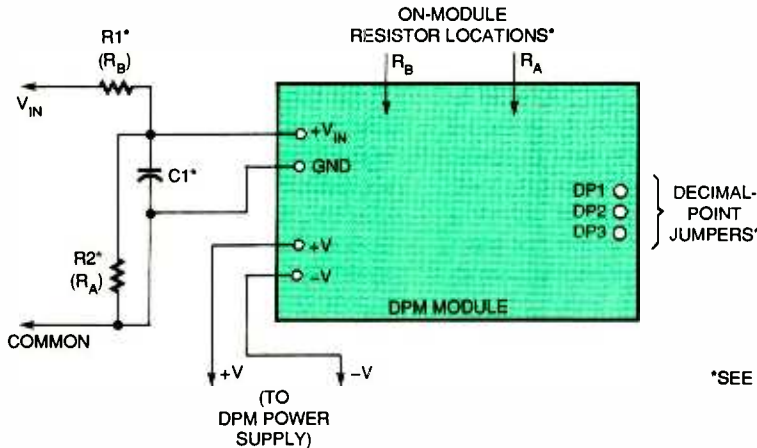 ON-MODULE
RESISTOR LOCATIONS*
R1*
(RB)
RB
RA
VIN
+VIN
C1*
GND
DP1
DP2
DP3
DECIMAL-
POINT
JUMPERS*
R2*
(RA)
+V
–V
DPM MODULE
COMMON
+V
–V
*SEE
(TO
DPM POWER
SUPPLY)